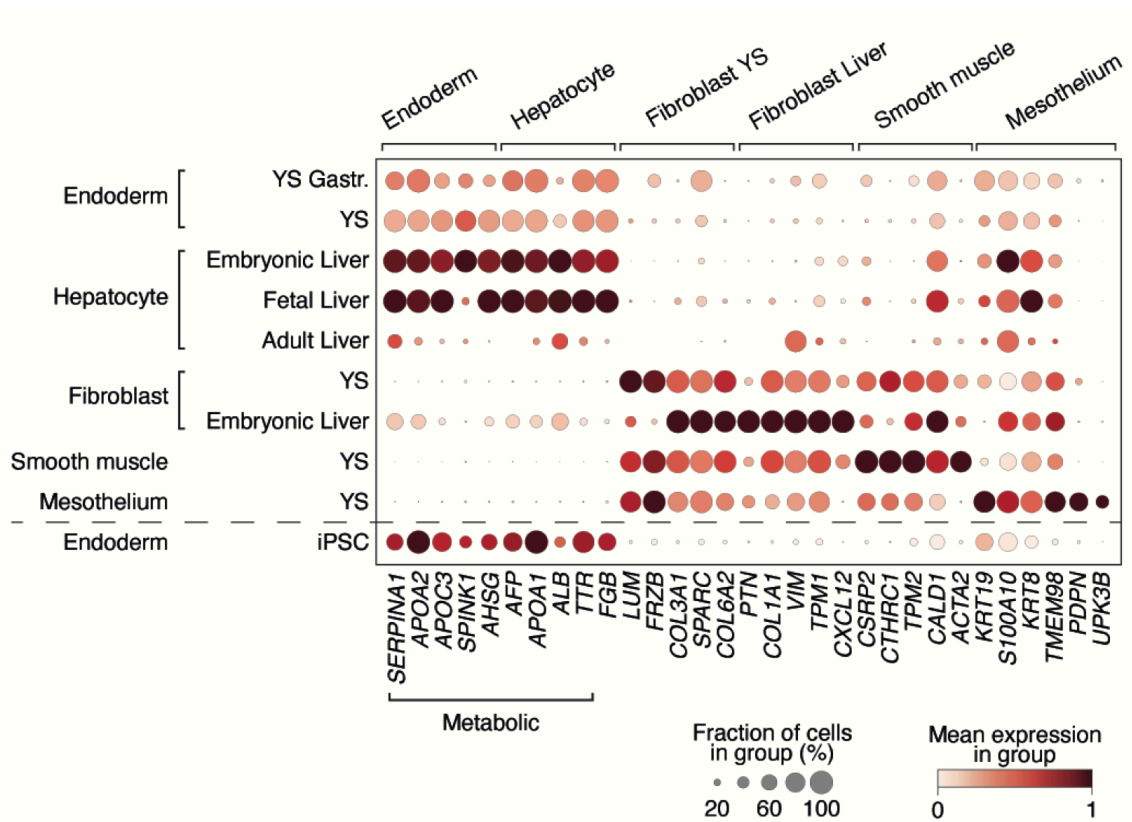 Endoderm
Hepatocyte
Fibroblast YS
Fibroblast Liver
Smooth muscle
Mesothelium
Endoderm
YS Gastr.
YS
Hepatocyte
Embryonic Liver
Fetal Liver
Adult Liver
Fibroblast
YS
Embryonic Liver
Smooth muscle YS
Mesothelium YS
Endoderm iPSC
SERPINA1
APOA2
APOC3
SPINK1
AHSG
AFP
APOA1
ALB
TTR
FGB
LUM
FRZB
COL3A1
SPARC
COL6A2
PTN
COL1A1
VIM
TPM1
CXCL12
CSRP2
CTHRC1
TPM2
CALD1
ACTA2
KRT19
S100A10
KRT8
TMEM98
PDPN
UPK3B
Metabolic
Fraction of cells
in group (%)
20 60 100
Mean expression
in group
0 1